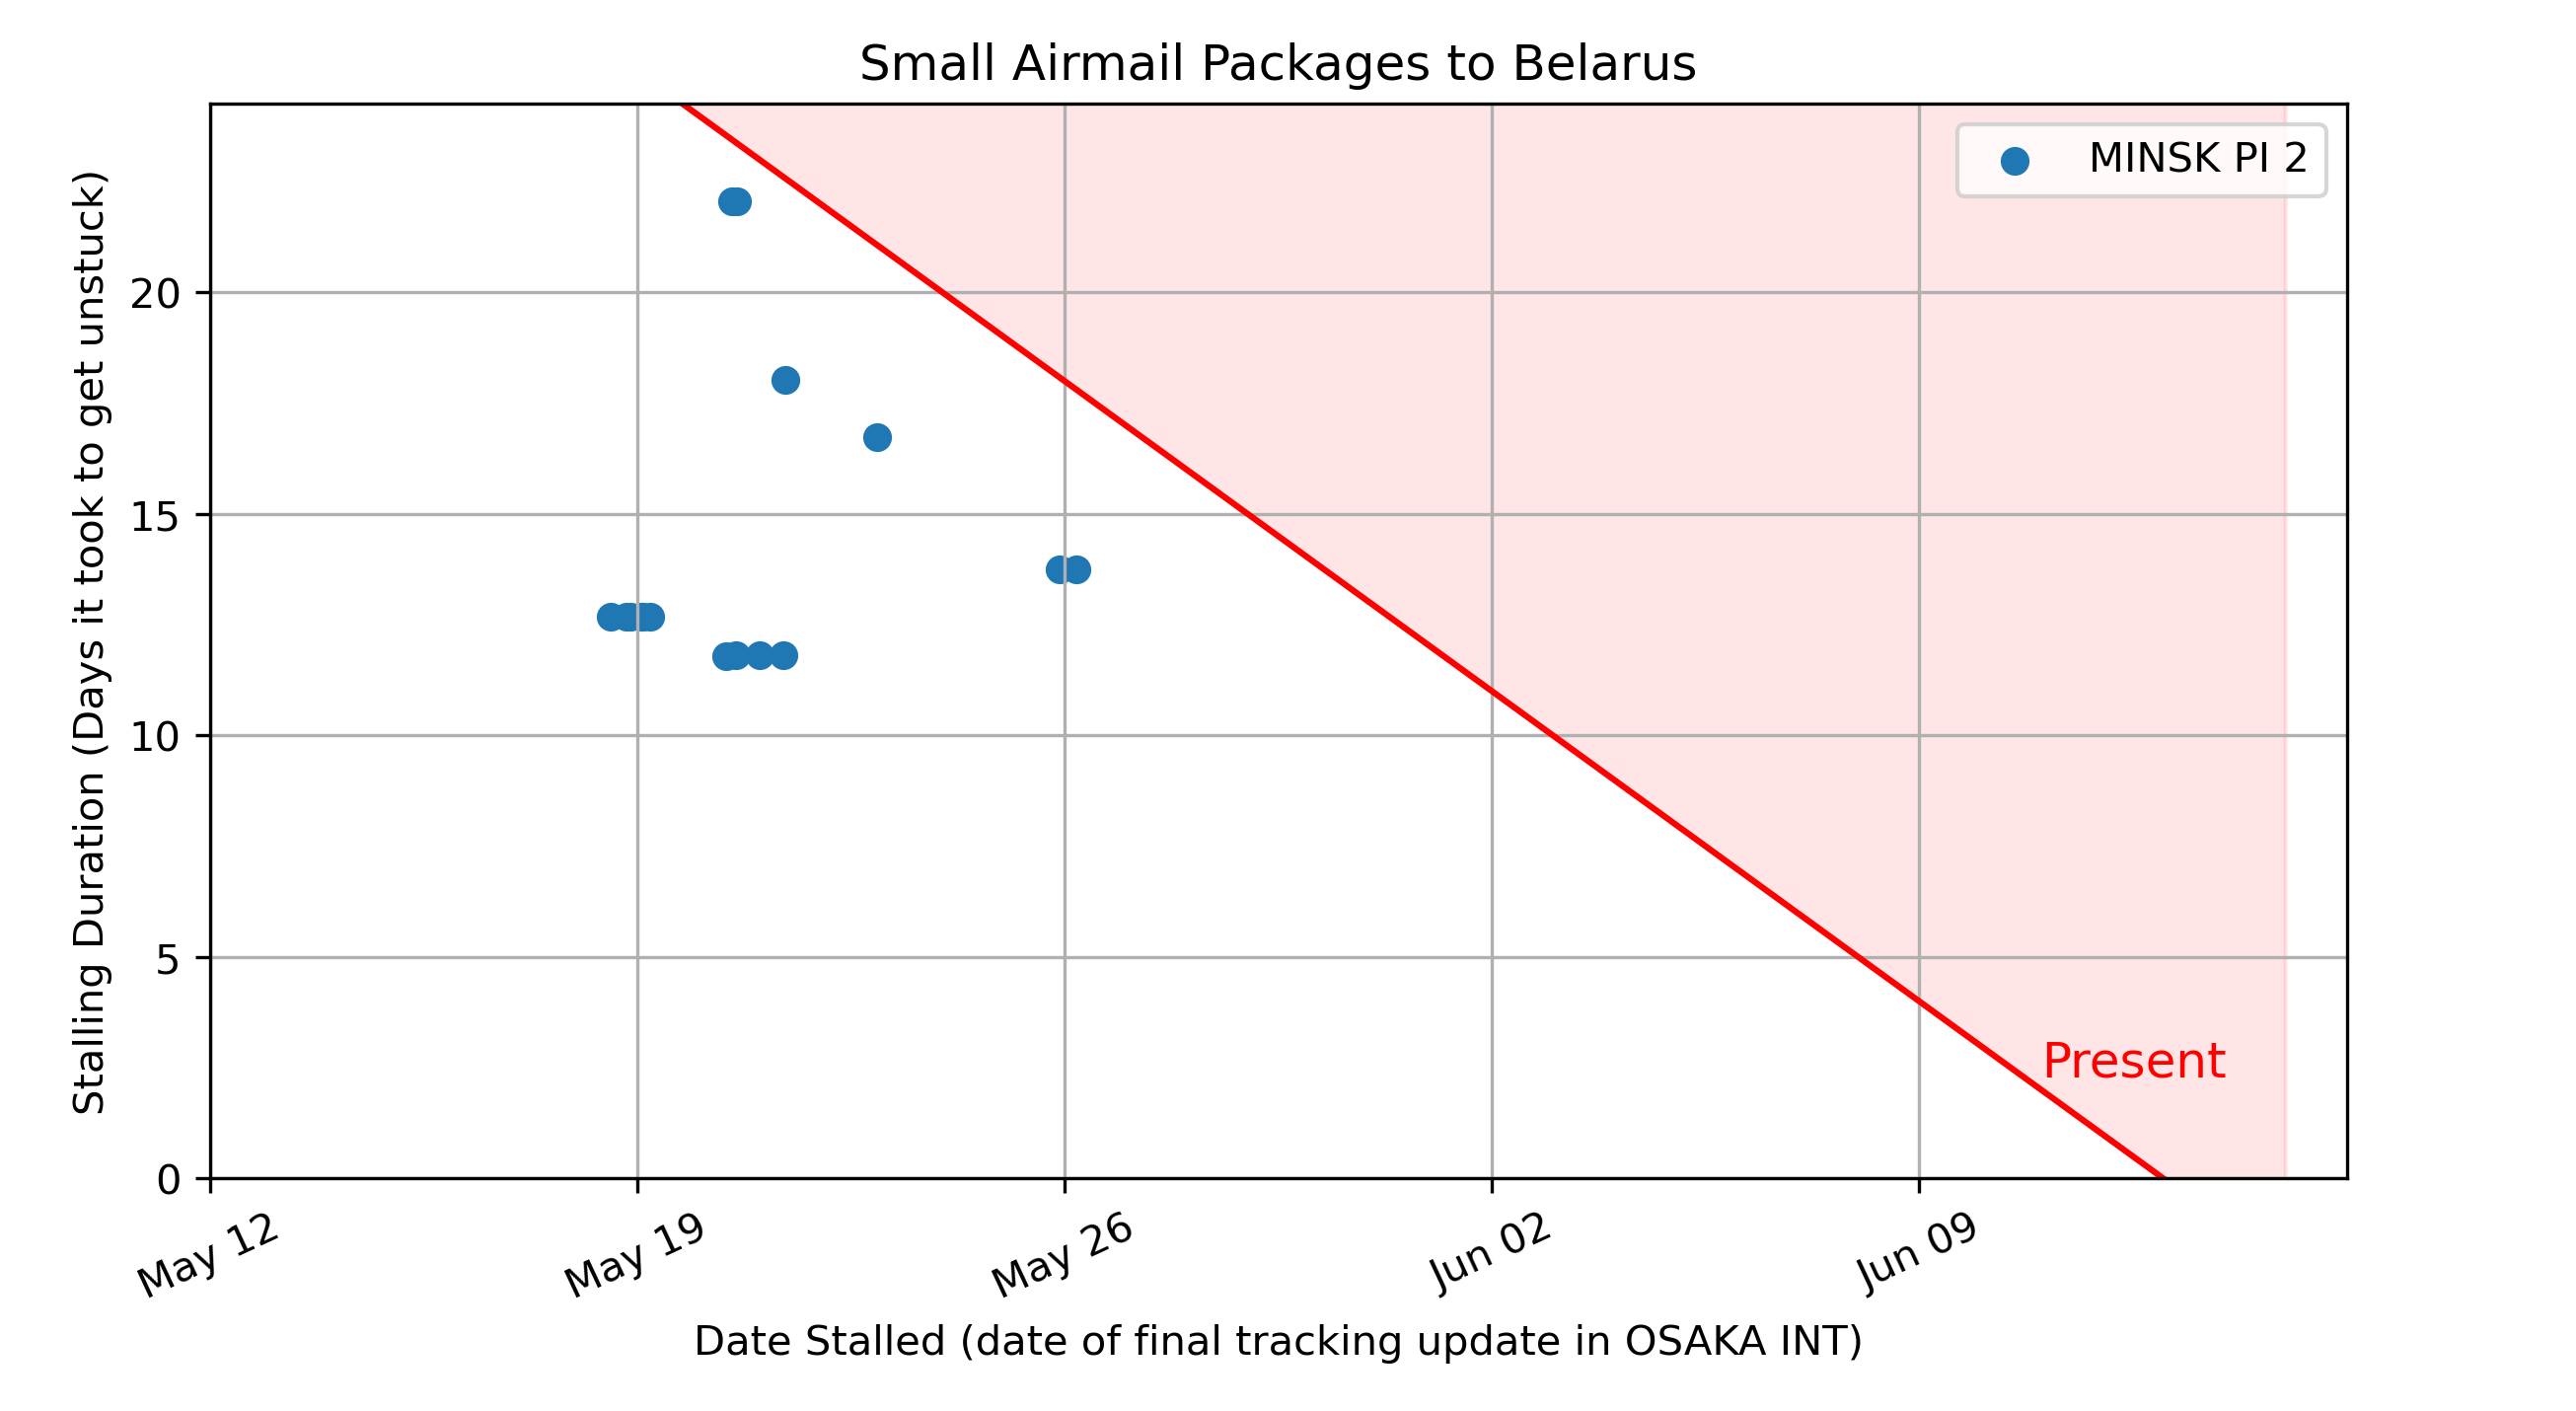 Small Airmail Packages to Belarus
MINSK PI 2
Stalling Duration (Days it took to get unstuck)
20
15
10
5
0
Present
May 12
May 19
May 26
Jun 02
Jun 09
Date Stalled (date of final tracking update in OSAKA INT)